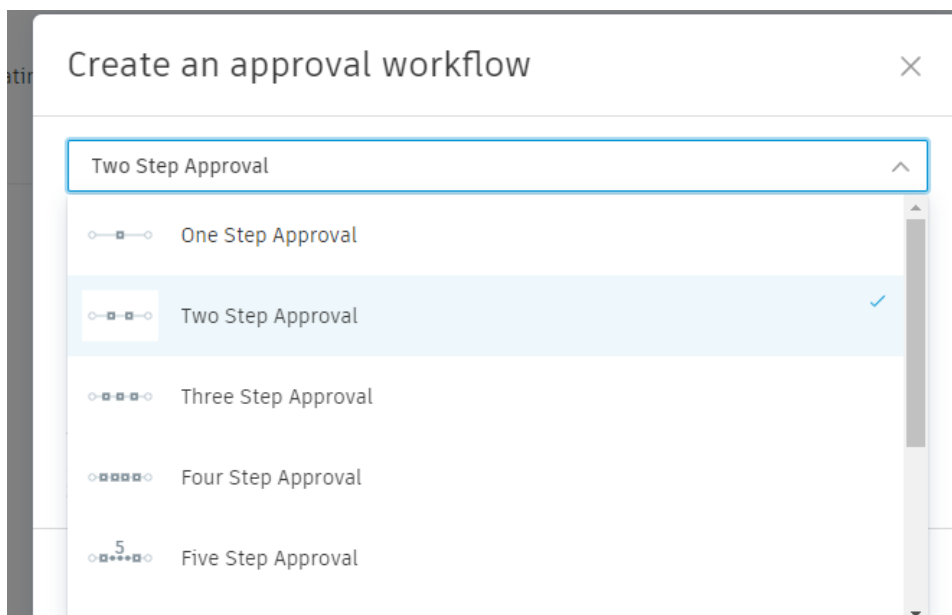 Create an approval workflow
Two Step Approval
One Step Approval
Two Step Approval
Three Step Approval
Four Step Approval
5
Five Step Approval